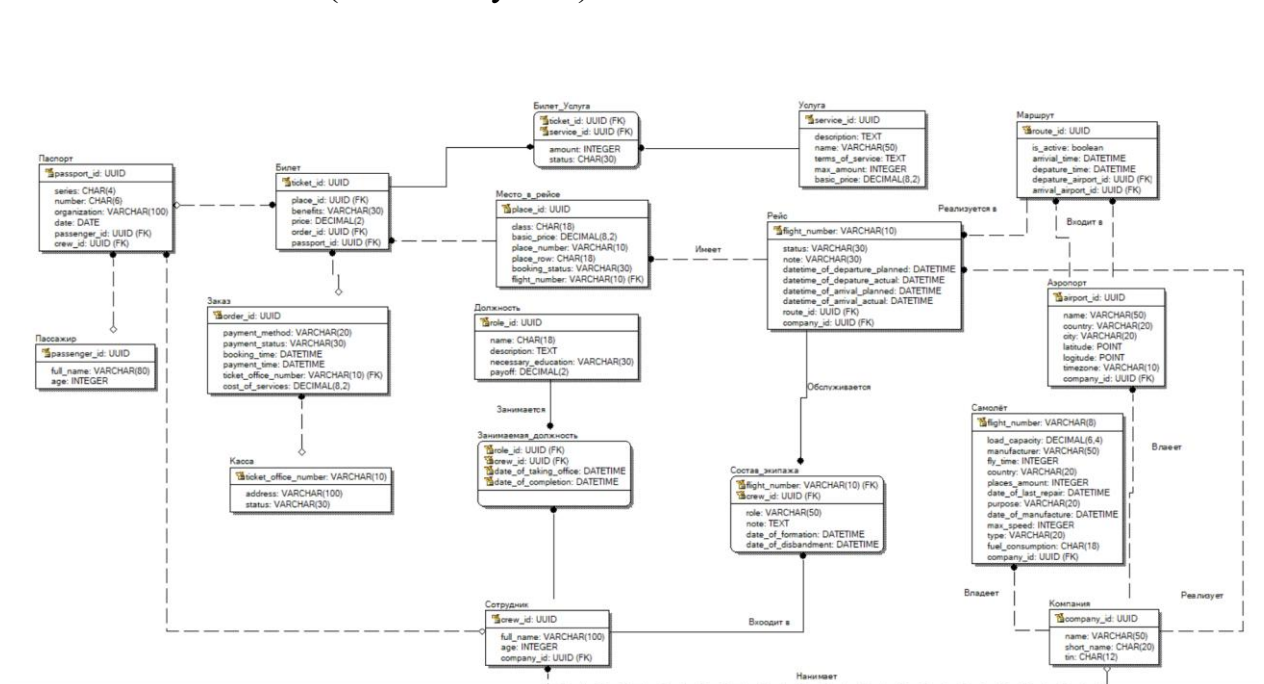 Билет_Услуга
ticket_id: UUID (FK)
service_id: UUID (FK)
amount: INTEGER
status: CHAR(30)
Услуга
service_id: UUID
description: TEXT
name: VARCHAR(50)
terms_of_service: TEXT
max_amount: INTEGER
basic_price: DECIMAL(8,2)
Маршрут
route_id: UUID
is_active: boolean
arrivial_time: DATETIME
depature_time: DATETIME
depature_airport_id: UUID (FK)
arrival_airport_id: UUID (FK)
Паспорт
passport_id: UUID
series: CHAR(4)
number: CHAR(6)
organization: VARCHAR(100)
date: DATE
passenger_id: UUID (FK)
crew_id: UUID (FK)
Билет
ticket_id: UUID
place_id: UUID (FK)
benefits: VARCHAR(30)
price: DECIMAL(2)
order_id: UUID (FK)
passport_id: UUID (FK)
Место_в_рейсе
place_id: UUID
class: CHAR(18)
basic_price: DECIMAL(8,2)
place_number: VARCHAR(10)
place_row: CHAR(18)
booking_status: VARCHAR(30)
flight_number: VARCHAR(10) (FK)
Имеет
Рейс
flight_number: VARCHAR(10)
status: VARCHAR(30)
note: VARCHAR(30)
datetime_of_departure_planned: DATETIME
datetime_of_depature_actual: DATETIME
datetime_of_arrival_planned: DATETIME
datetime_of_arrival_actual: DATETIME
route_id: UUID (FK)
company_id: UUID (FK)
Реализуется в
Входит в
Аэропорт
airport_id: UUID
name: VARCHAR(50)
country: VARCHAR(20)
city: VARCHAR(20)
latitude: POINT
logitude: POINT
timezone: VARCHAR(10)
company_id: UUID (FK)
Заказ
order_id: UUID
payment_method: VARCHAR(20)
payment_status: VARCHAR(30)
booking_time: DATETIME
payment_time: DATETIME
ticket_office_number: VARCHAR(10) (FK)
cost_of_services: DECIMAL(8,2)
Должность
role_id: UUID
name: CHAR(18)
description: TEXT
necessary_education: VARCHAR(30)
payoff: DECIMAL(2)
Пассажир
passenger_id: UUID
full_name: VARCHAR(80)
age: INTEGER
Обслуживается
Занимается
Самолёт
flight_number: VARCHAR(8)
load_capacity: DECIMAL(6,4)
manufacturer: VARCHAR(50)
fly_time: INTEGER
country: VARCHAR(20)
places_amount: INTEGER
date_of_last_repair: DATETIME
purpose: VARCHAR(20)
date_of_manufacture: DATETIME
max_speed: INTEGER
type: VARCHAR(20)
fuel_consumption: CHAR(18)
company_id: UUID (FK)
Влаеет
Занимаемая_должность
role_id: UUID (FK)
crew_id: UUID (FK)
date_of_taking_office: DATETIME
date_of_completion: DATETIME
Касса
ticket_office_number: VARCHAR(10)
address: VARCHAR(100)
status: VARCHAR(30)
Состав_экипажа
flight_number: VARCHAR(10) (FK)
crew_id: UUID (FK)
role: VARCHAR(50)
note: TEXT
date_of_formation: DATETIME
date_of_disbandment: DATETIME
Владеет
Реализует
Сотрудник
crew_id: UUID
full_name: VARCHAR(100)
age: INTEGER
company_id: UUID (FK)
Вхоодит в
Компания
company_id: UUID
name: VARCHAR(50)
short_name: CHAR(20)
tin: CHAR(12)
Нанимает